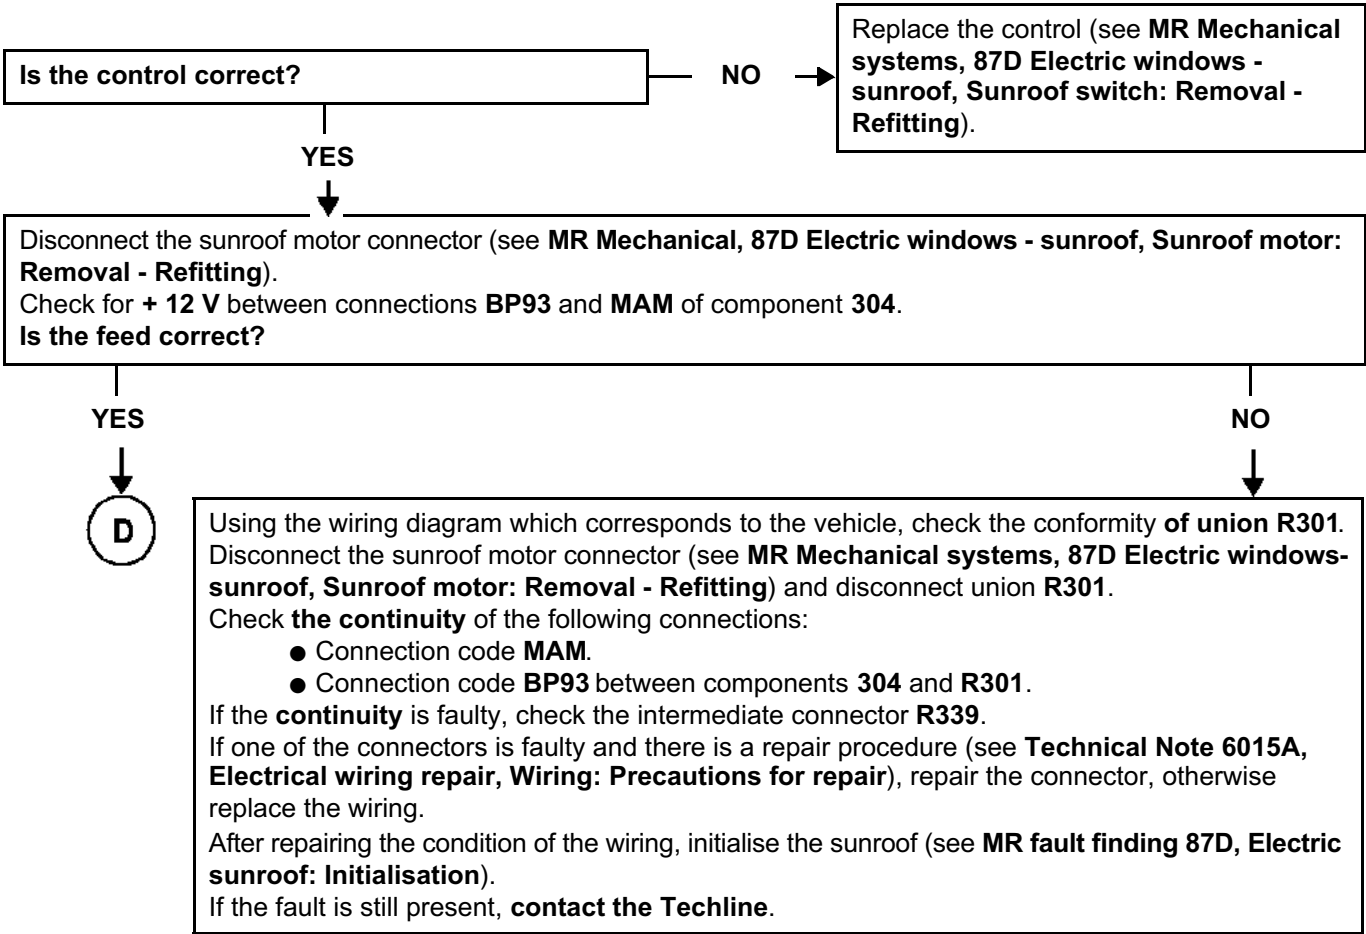 Is the control correct?
NO
Replace the control (see MR Mechanical
systems, 87D Electric windows -
sunroof, Sunroof switch: Removal -
Refitting).
YES
Disconnect the sunroof motor connector (see MR Mechanical, 87D Electric windows - sunroof, Sunroof motor:
Removal - Refitting).
Check for + 12 V between connections BP93 and MAM of component 304.
Is the feed correct?
YES
NO
D
Using the wiring diagram which corresponds to the vehicle, check the conformity of union R301.
Disconnect the sunroof motor connector (see MR Mechanical systems, 87D Electric windows-
sunroof, Sunroof motor: Removal - Refitting) and disconnect union R301.
Check the continuity of the following connections:
● Connection code MAM.
● Connection code BP93 between components 304 and R301.
If the continuity is faulty, check the intermediate connector R339.
If one of the connectors is faulty and there is a repair procedure (see Technical Note 6015A,
Electrical wiring repair, Wiring: Precautions for repair), repair the connector, otherwise
replace the wiring.
After repairing the condition of the wiring, initialise the sunroof (see MR fault finding 87D, Electric
sunroof: Initialisation).
If the fault is still present, contact the Techline.